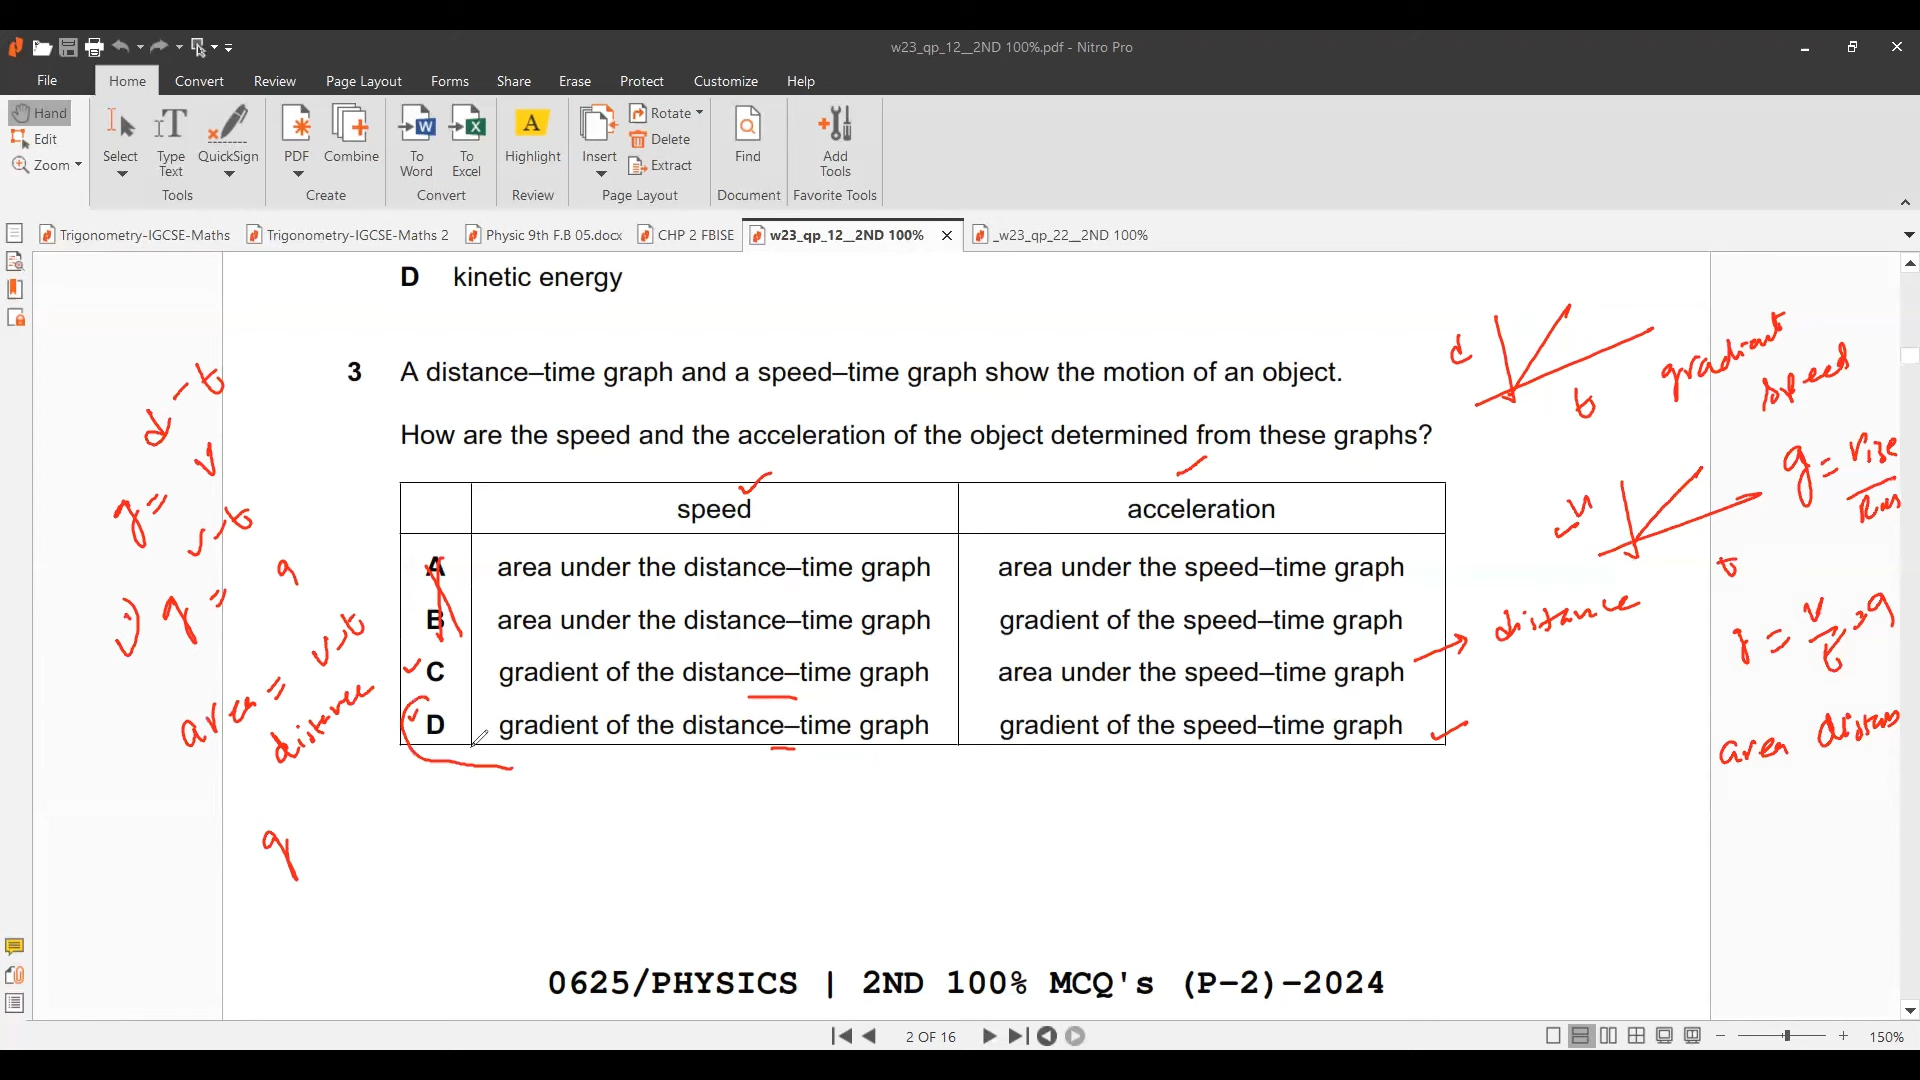 w23_qp_12__2ND 100%.pdf - Nitro Pro
File Home Convert Review Page Layout Forms Share Erase Protect Customize Help
Hand
Edit
Zoom
Select
Type Text
QuickSign
PDF
Combine
To Word
To Excel
Highlight
Insert
Rotate
Delete
Extract
Find
Add Tools
Tools Create Convert Review Page Layout Document Favorite Tools
Trigonometry-IGCSE-Maths Trigonometry-IGCSE-Maths 2 Physic 9th F.B 05.docx CHP 2 FBISE w23_qp_12__2ND 100% _w23_qp_22__2ND 100%
D kinetic energy
3 A distance–time graph and a speed–time graph show the motion of an object.
How are the speed and the acceleration of the object determined from these graphs?
speed acceleration
A area under the distance–time graph area under the speed–time graph
B area under the distance–time graph gradient of the speed–time graph
C gradient of the distance–time graph area under the speed–time graph
D gradient of the distance–time graph gradient of the speed–time graph
d - t
g = v
v - t
g = a
area = v - t
distance
d
t
gradient
speed
g = rise
v
t
distance
area
0625/PHYSICS | 2ND 100% MCQ's (P-2)-2024
2 OF 16
150%